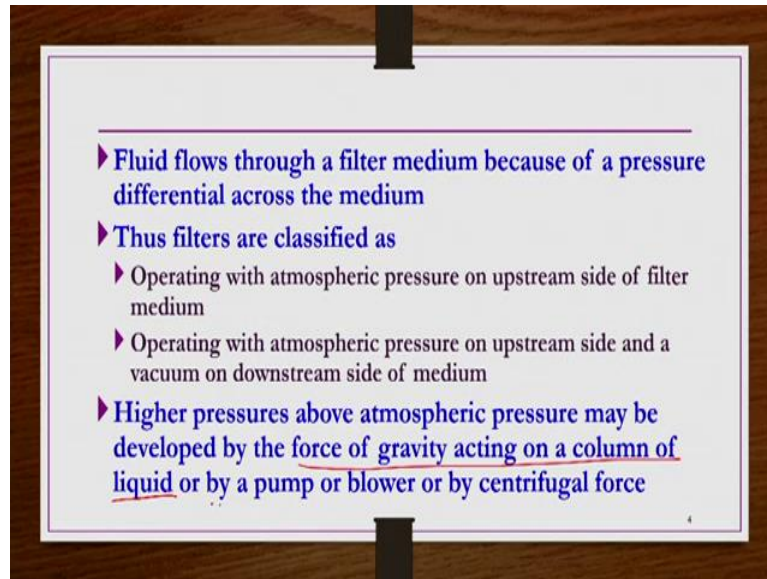 Fluid flows through a filter medium because of a pressure
differential across the medium
Thus filters are classified as
Operating with atmospheric pressure on upstream side of filter
medium
Operating with atmospheric pressure on upstream side and a
vacuum on downstream side of medium
Higher pressures above atmospheric pressure may be
developed by the force of gravity acting on a column of
liquid or by a pump or blower or by centrifugal force
4